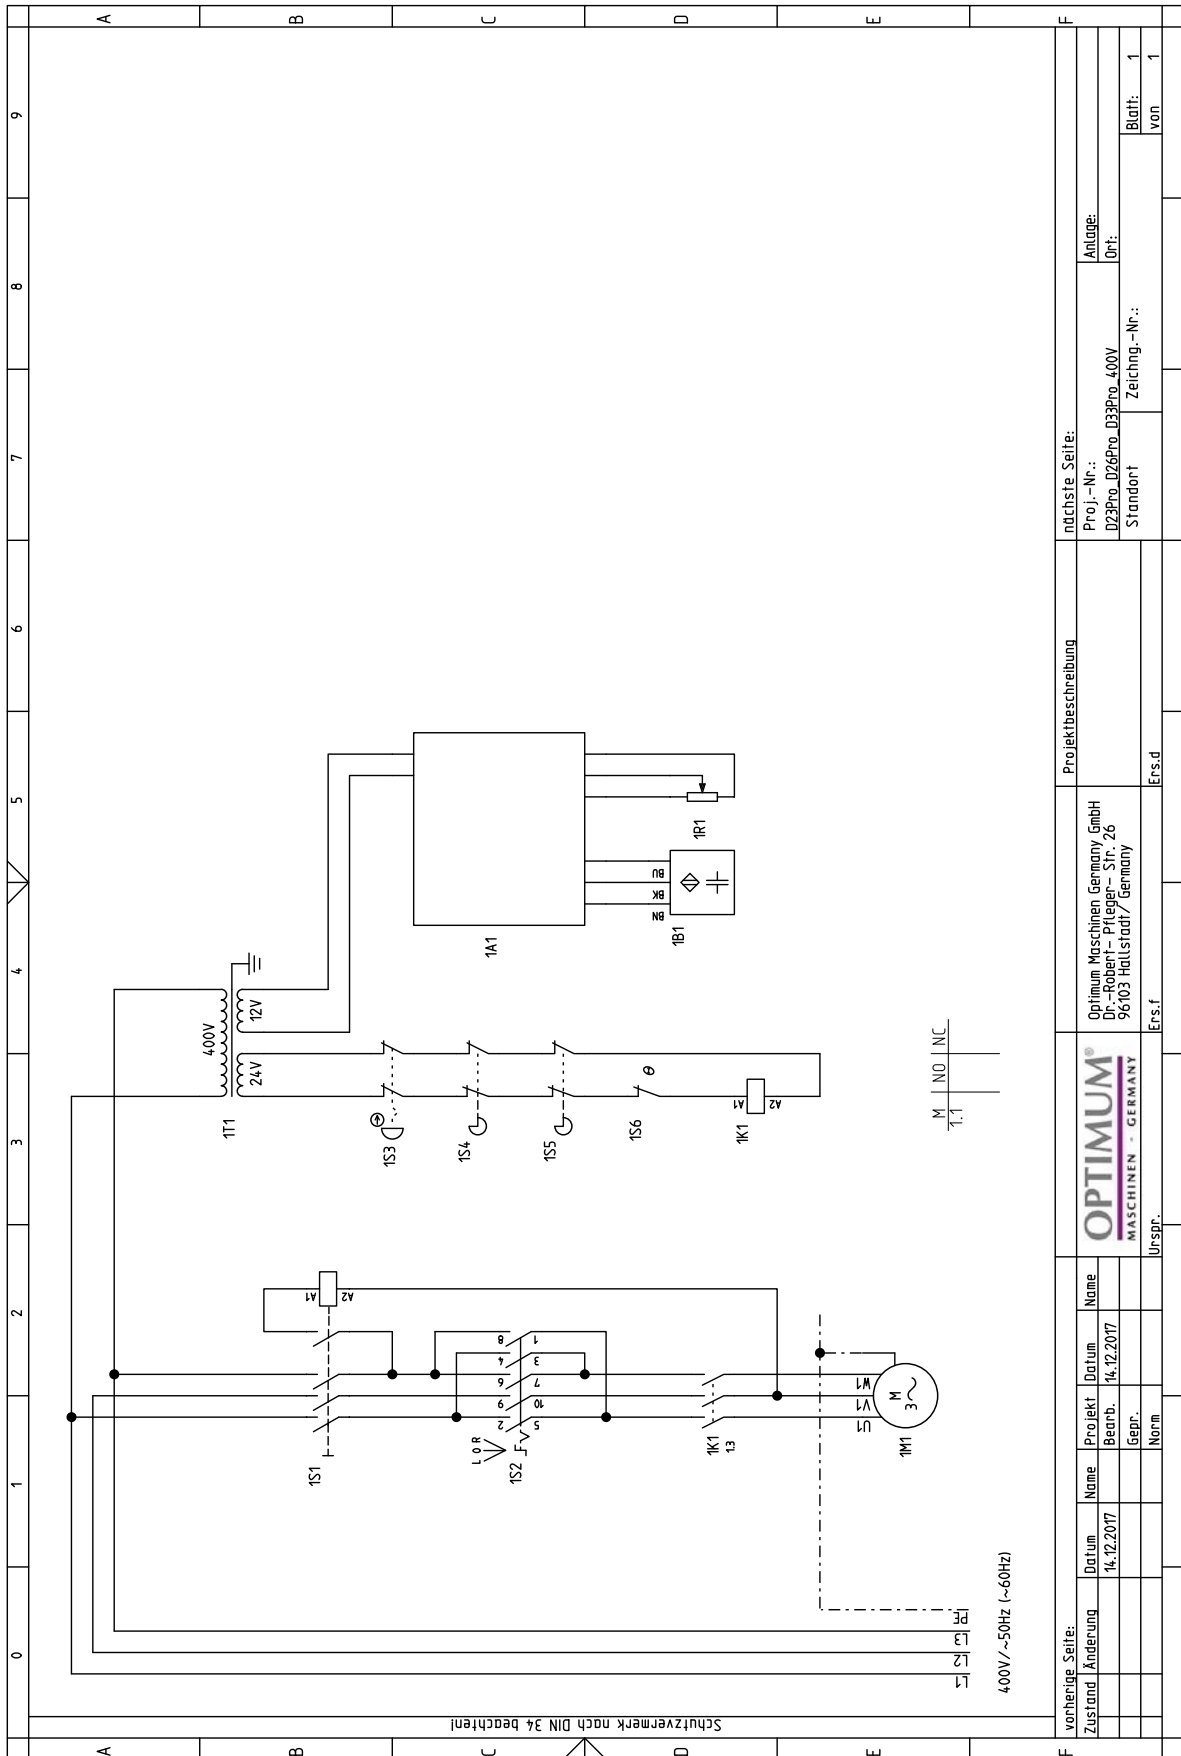 0 1 2 3 4 5 6 7 8 9
A A
B B
C C
D D
E E
F F
Schutzvermerk nach DIN 34 beachten!
L1
L2
L3
PE
400V/~50Hz (~60Hz)
1S1
A1
A2
L O R
1S2
2 9 6 4 8
5 10 7 3 1
1K1
1.3
U1 V1 W1
M
3~
1M1
1T1
400V
24V
12V
1S3
1S4
1S5
1S6
θ
1K1
A1
A2
M NO NC
1.1
1A1
BN BK BU
1B1
1R1
vorherige Seite:
Zustand Änderung Datum Name
14.12.2017
Projekt Datum Name
Bearb. 14.12.2017
Gepr.
Norm
Urspr.
OPTIMUM®
MASCHINEN - GERMANY
Optimum Maschinen Germany GmbH
Dr.-Robert- Pfleger- Str. 26
96103 Hallstadt/ Germany
Ers.f
Ers.d
Projektbeschreibung
nächste Seite:
Proj.-Nr.:
D23Pro_D26Pro_D33Pro_400V
Anlage:
Ort:
Standort
Zeichng.-Nr.:
Blatt: 1
von 1